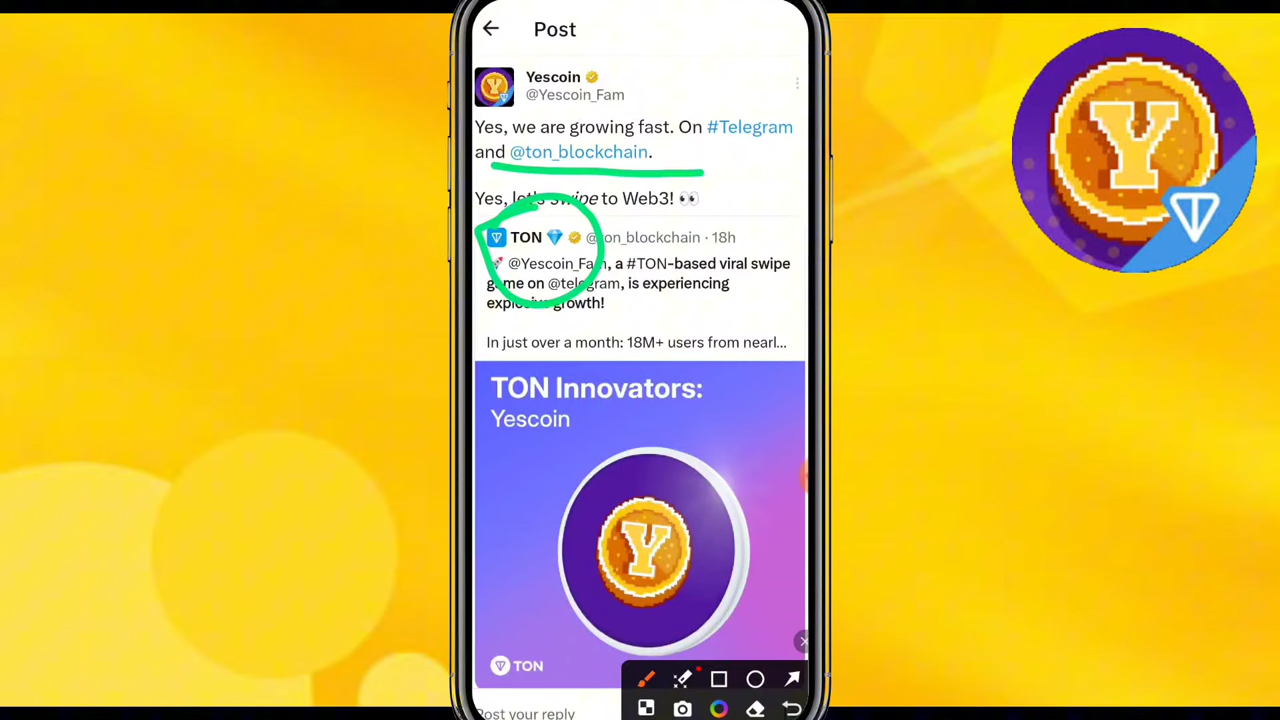 Post
Yescoin
@Yescoin_Fam
Yes, we are growing fast. On #Telegram
and @ton_blockchain.
Yes, let's swipe to Web3! 👀
TON 💎 @ton_blockchain · 18h
🚀 @Yescoin_Fam, a #TON-based viral swipe
game on @telegram, is experiencing
explosive growth!
In just over a month: 18M+ users from nearl...
TON Innovators:
Yescoin
Y
TON
Post your reply
Y